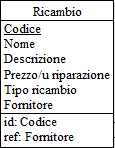 Ricambio
Codice
Nome
Descrizione
Prezzo/u riparazione
Tipo ricambio
Fornitore
id: Codice
ref: Fornitore